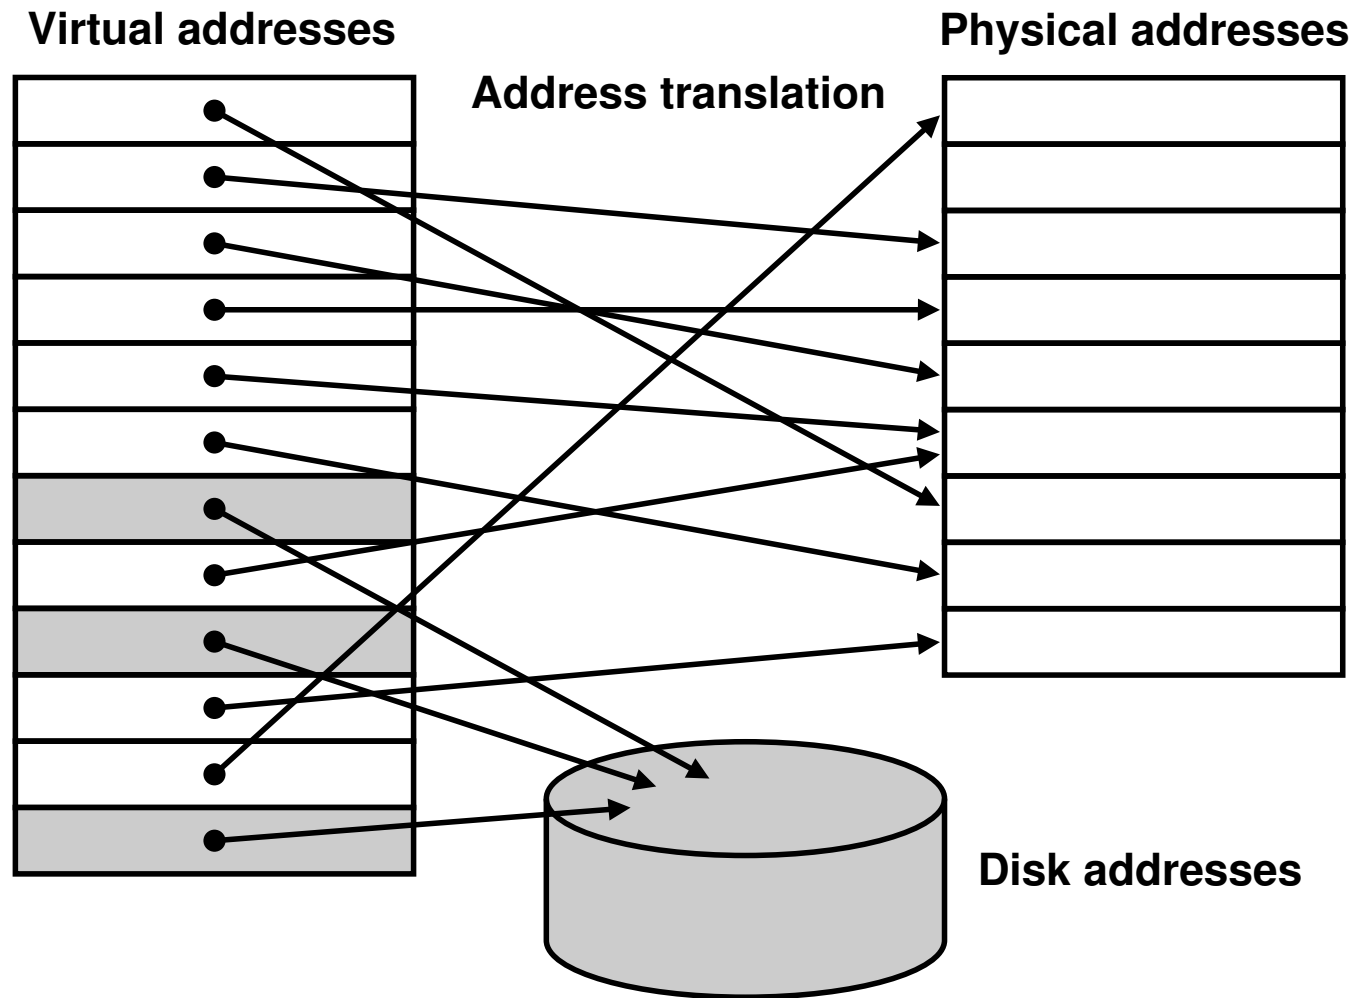 Virtual addresses
Physical addresses
Address translation
Disk addresses